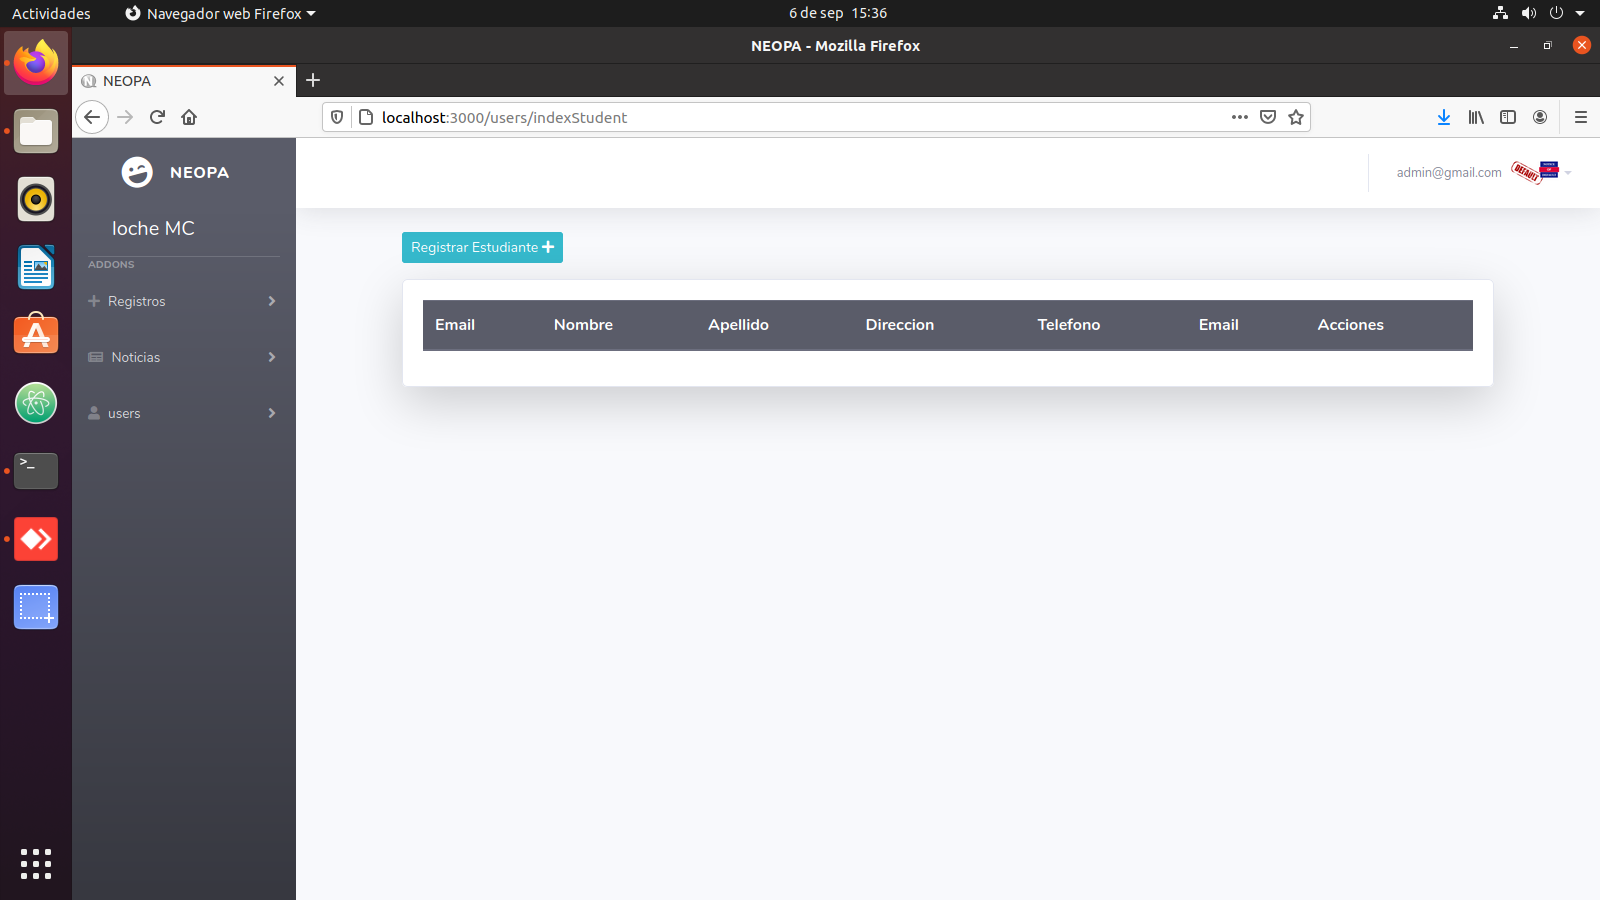 Actividades
Navegador web Firefox
6 de sep 15:36
NEOPA - Mozilla Firefox
NEOPA
localhost:3000/users/indexStudent
NEOPA
admin@gmail.com
DEFAULT
Registrar Estudiante
Email Nombre Apellido Direccion Telefono Email Acciones
loche MC
ADDONS
Registros
Noticias
users